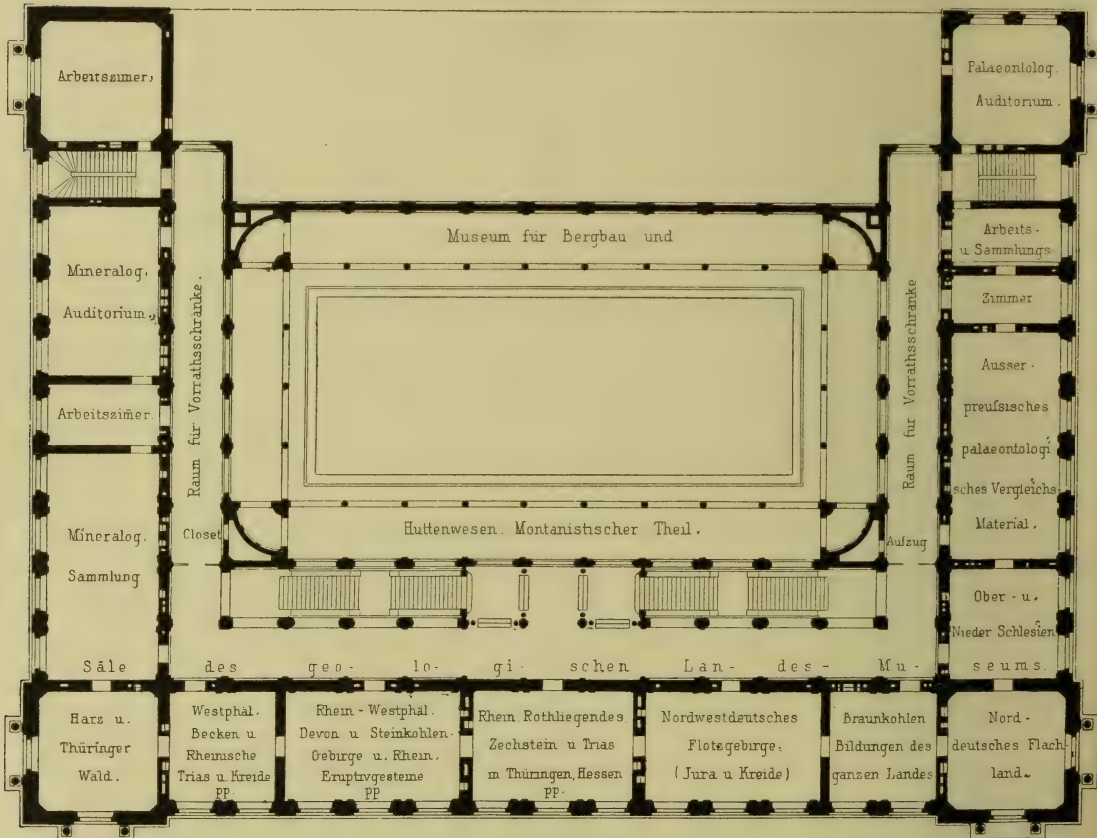 Arbeitszimer,
Palaeontolog.
Auditorium.
Museum für Bergbau und
Arbeits-
u Sammlungs
Mineralog.
Auditorium,
Raum für Vorrathsschränke.
Raum fur Vorrathsschränke
Zimmer
Ausser-
preußisches
palaeontologi
sches Vergleichs-
Material.
Arbeitszimer.
Mineralog.
Sammlung
Closet
Huttenwesen. Montanistischer Theil.
Aufzug
Ober- u.
Nieder Schlesien
Säle des geo- lo- gi- schen Lan- des- Mu- seums.
Harz u.
Thüringer
Wald.
Westphäl.
Becken u
Rheinische
Trias u. Kreide
pp.
Rhein-Westphäl.
Devon u Steinkohlen-
Gebirge u. Rhein.
Eruptivgesteine
pp
Rhein. Rothliegendes
Zechstein u Trias
in Thüringen, Hessen
pp.
Nordwestdeutsches
Flotzgebirge.
(Jura u Kreide)
Braunkohlen
Bildungen des
ganzen Landes
Nord-
deutsches Flach-
land.